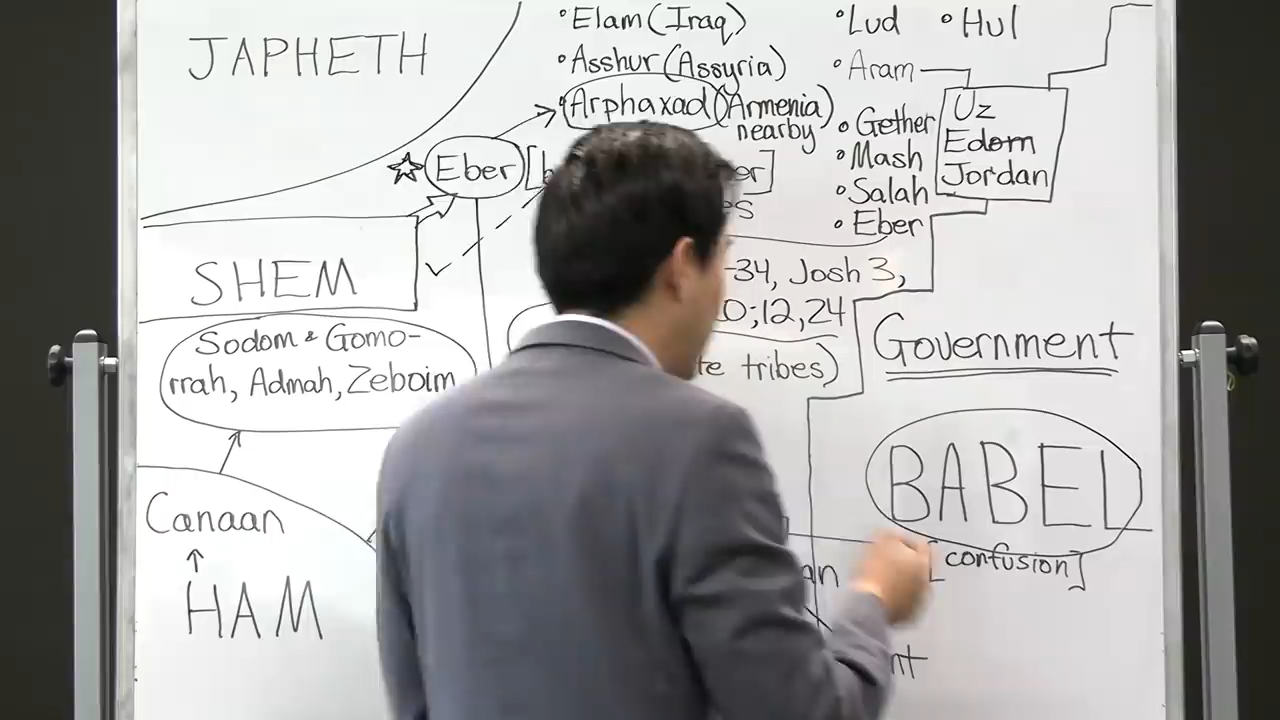 JAPHETH
• Elam (Iraq)
• Asshur (Assyria)
• Arphaxad (Armenia)
nearby
☆ Eber [
SHEM
Sodom & Gomo-
rrah, Admah, Zeboim
Canaan
↑
HAM
• Lud • Hul
• Aram
• Gether
• Mash
• Salah
• Eber
Uz
Edom
Jordan
-34, Josh 3,
;12,24
tribes)
Government
BABEL
[confusion]